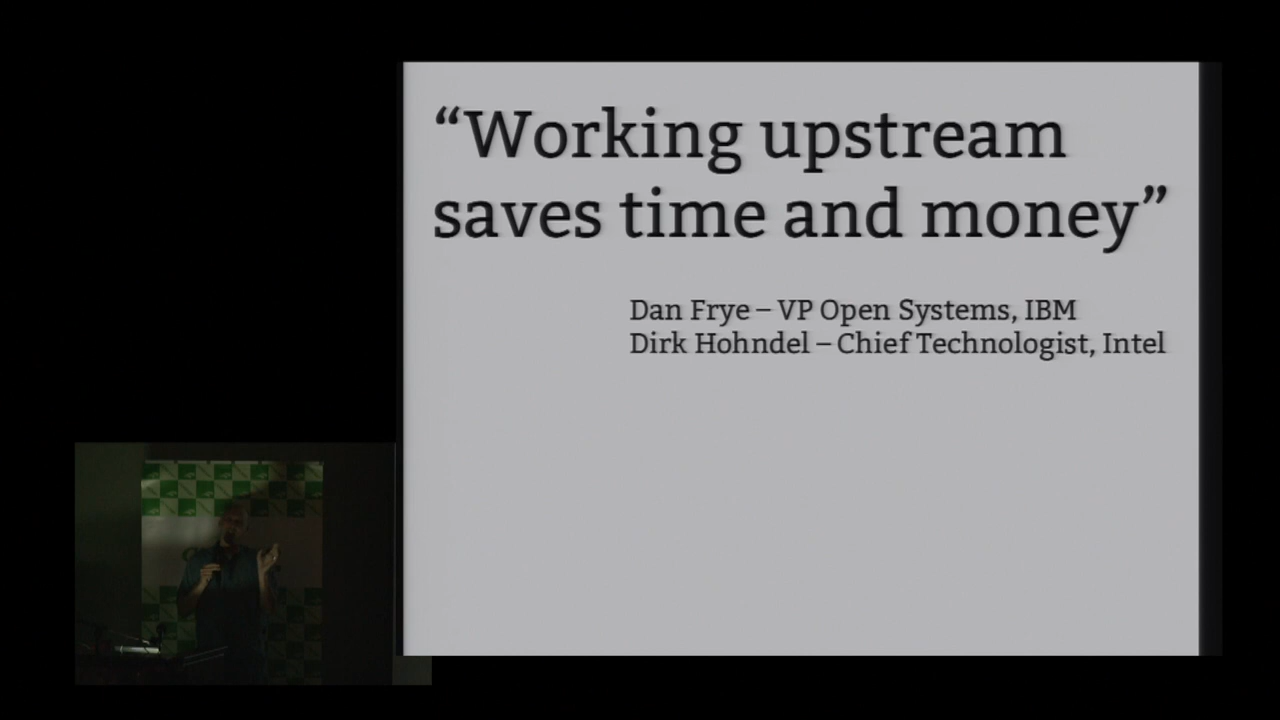 “Working upstream
saves time and money”
Dan Frye – VP Open Systems, IBM
Dirk Hohndel – Chief Technologist, Intel